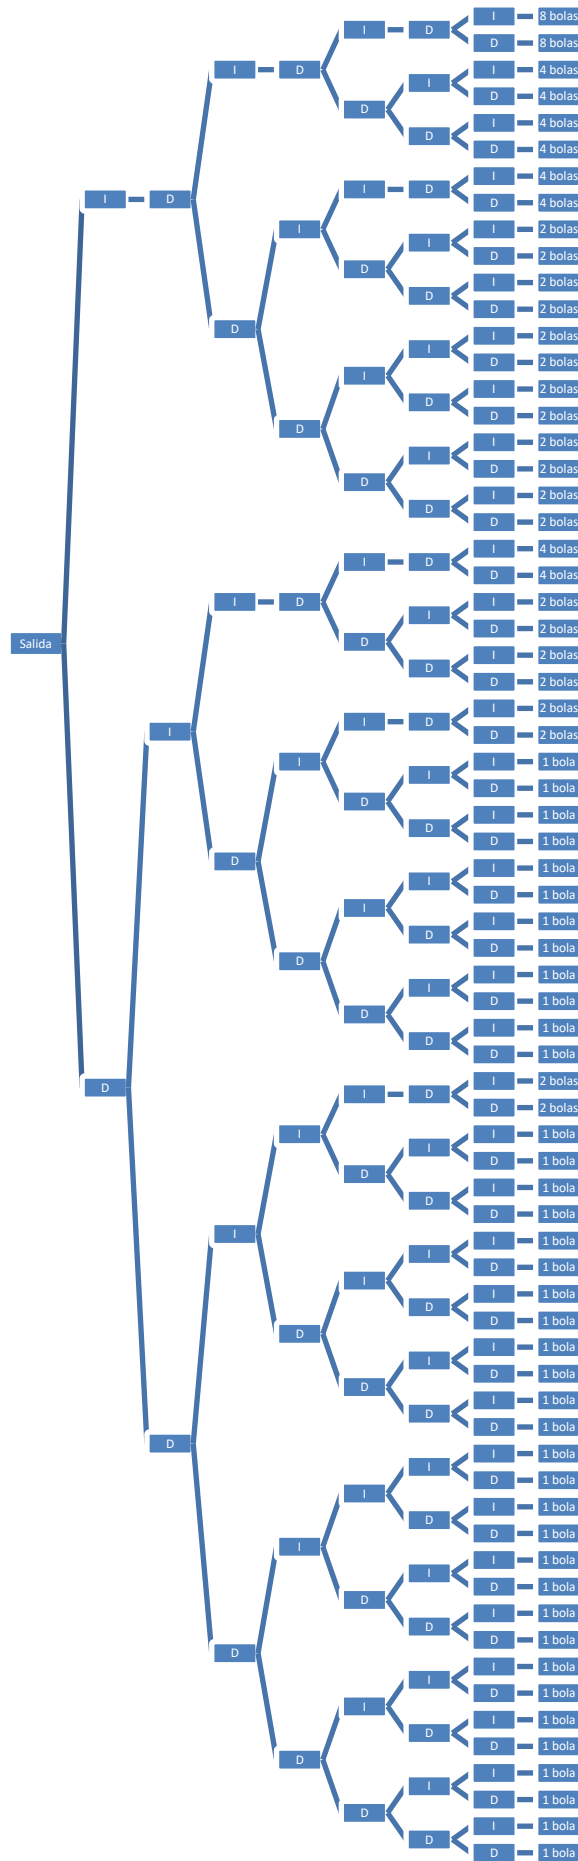 I 8 bolas
I D
D 8 bolas
I D I 4 bolas
I
D 4 bolas
D
I 4 bolas
D
D 4 bolas
I 4 bolas
I D
I D
D 4 bolas
I I 2 bolas
I
D 2 bolas
D
I 2 bolas
D
D 2 bolas
D
I 2 bolas
I
D 2 bolas
I
I 2 bolas
D
D 2 bolas
D
I 2 bolas
I
D 2 bolas
D
I 2 bolas
D
D 2 bolas
I 4 bolas
I D
D 4 bolas
I D I 2 bolas
I
D 2 bolas
Salida D
I 2 bolas
D
D 2 bolas
I 2 bolas
I D
I
D 2 bolas
I I 1 bola
I
D 1 bola
D
I 1 bola
D
D 1 bola
D
I 1 bola
I
D 1 bola
I
I 1 bola
D
D 1 bola
D
I 1 bola
I
D 1 bola
D
I 1 bola
D
D 1 bola
I 2 bolas
D
I D
D 2 bolas
I I 1 bola
I
D 1 bola
D
I 1 bola
D
D 1 bola
I
I 1 bola
I
D 1 bola
I
I 1 bola
D
D 1 bola
D
I 1 bola
I
D 1 bola
D
I 1 bola
D
D 1 bola
D
I 1 bola
I
D 1 bola
I
I 1 bola
D
D 1 bola
I
I 1 bola
I
D 1 bola
D
I 1 bola
D
D 1 bola
D
I 1 bola
I
D 1 bola
I
I 1 bola
D
D 1 bola
D
I 1 bola
I
D 1 bola
D
I 1 bola
D
D 1 bola